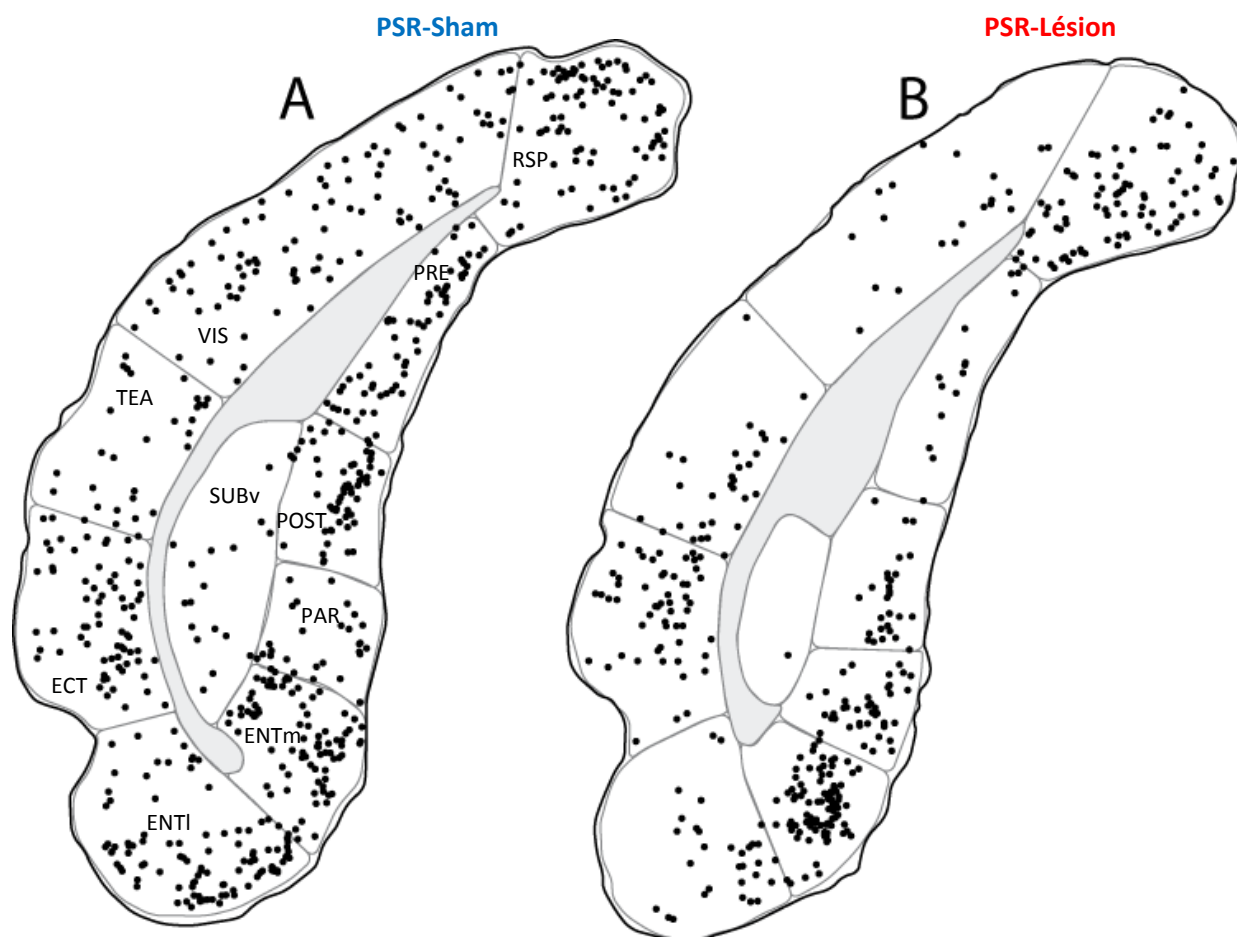 PSR-Sham
PSR-Lésion
A
B
RSP
PRE
VIS
TEA
SUBv
POST
PAR
ECT
ENTm
ENTl